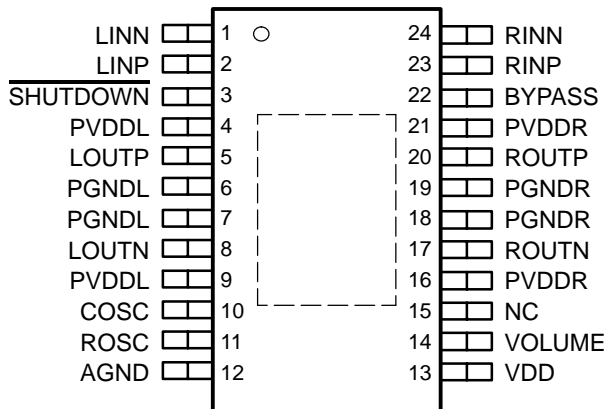 LINN 1 24 RINN
LINP 2 23 RINP
SHUTDOWN 3 22 BYPASS
PVDDL 4 21 PVDDR
LOUTP 5 20 ROUTP
PGNDL 6 19 PGNDR
PGNDL 7 18 PGNDR
LOUTN 8 17 ROUTN
PVDDL 9 16 PVDDR
COSC 10 15 NC
ROSC 11 14 VOLUME
AGND 12 13 VDD